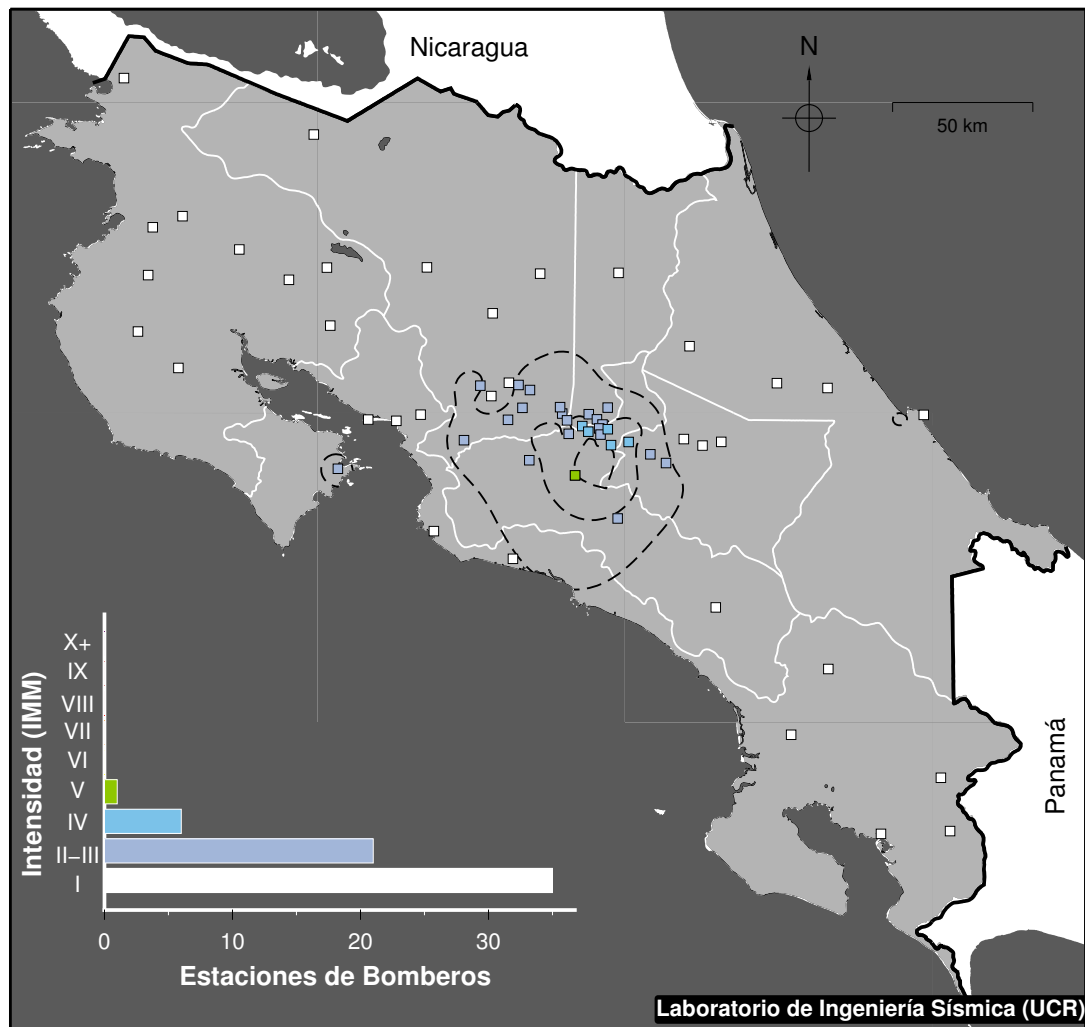 Nicaragua
N
50 km
Panamá
Intensidad (IMM)
X+
IX
VIII
VII
VI
V
IV
II–III
I
0 10 20 30
Estaciones de Bomberos
Laboratorio de Ingeniería Sísmica (UCR)